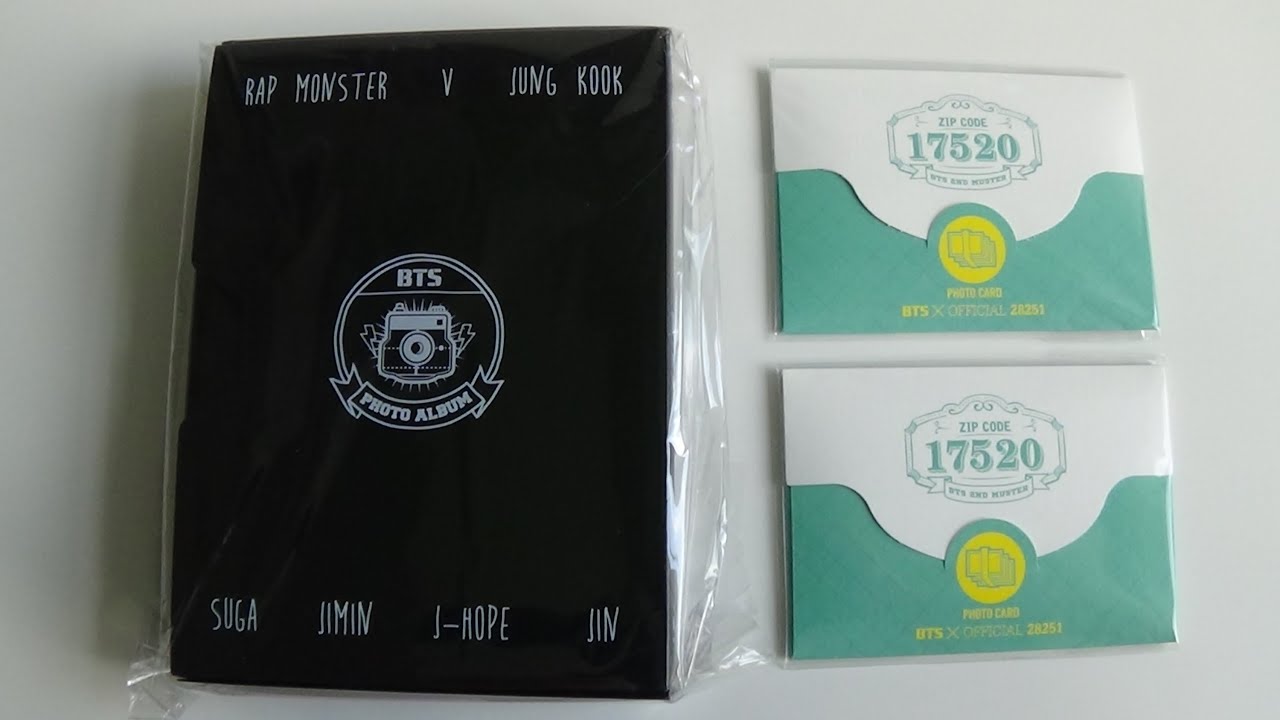 RAP MONSTER V JUNG KOOK
BTS
PHOTO ALBUM
SUGA JIMIN J-HOPE JIN
ZIP CODE
17520
BTS 2ND MUSTER
PHOTO CARD
BTS X OFFICIAL 28251
ZIP CODE
17520
BTS 2ND MUSTER
PHOTO CARD
BTS X OFFICIAL 28251